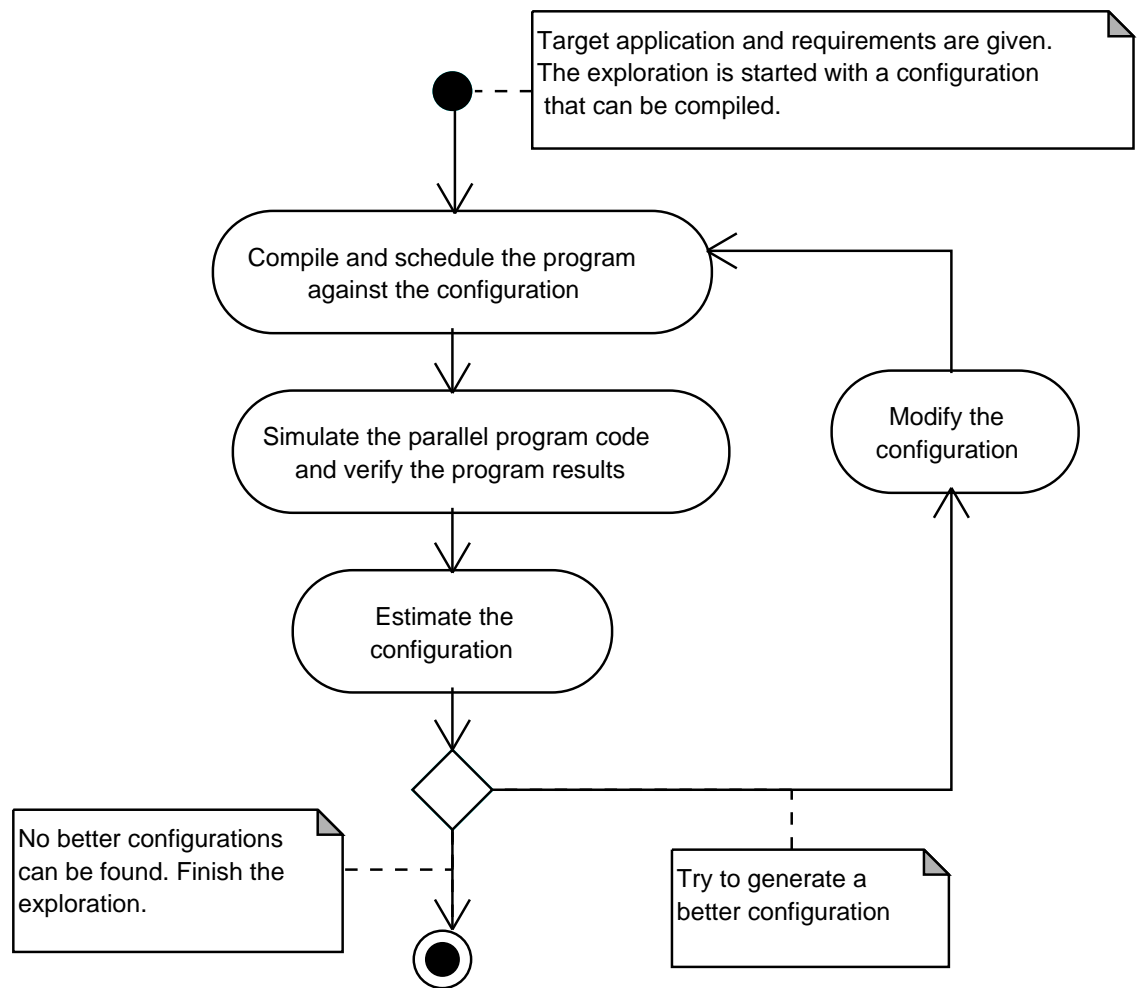 Target application and requirements are given.
The exploration is started with a configuration
that can be compiled.
Compile and schedule the program
against the configuration
Modify the
configuration
Simulate the parallel program code
and verify the program results
Estimate the
configuration
No better configurations
can be found. Finish the
exploration.
Try to generate a
better configuration